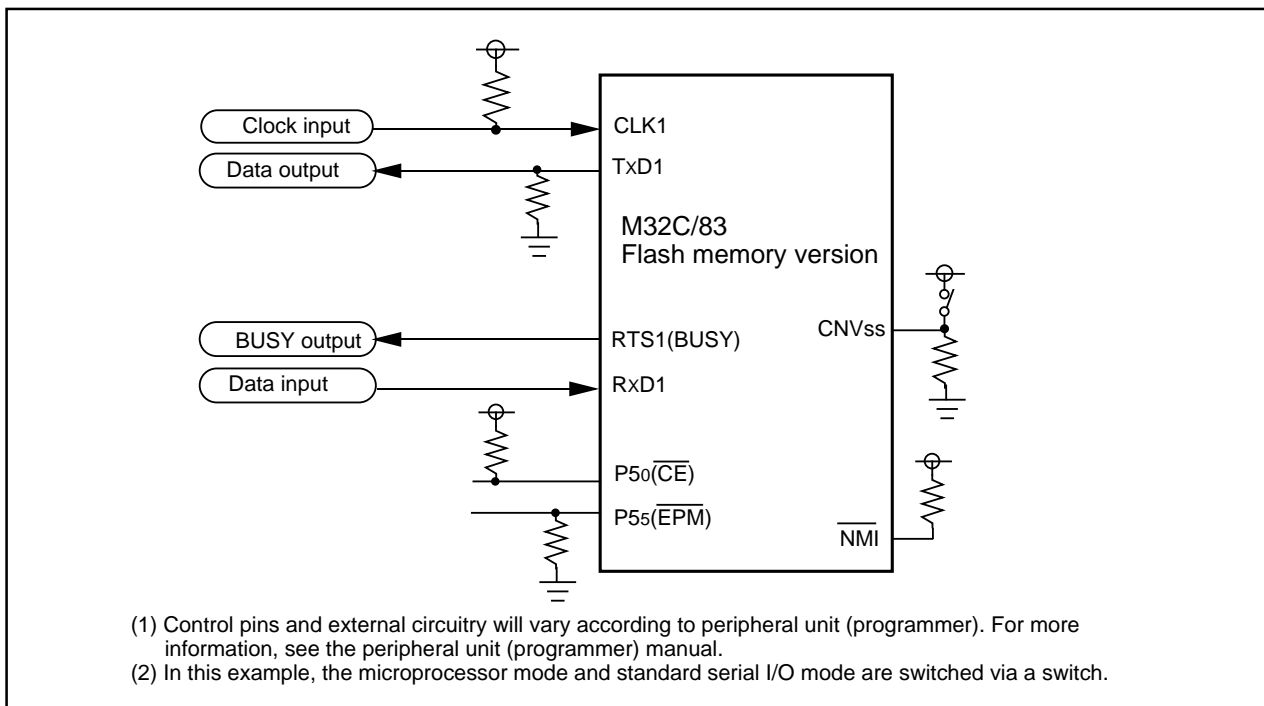 Clock input
CLK1
Data output
TxD1
M32C/83
Flash memory version
CNVss
BUSY output
RTS1(BUSY)
Data input
RxD1
P50(CE)
P55(EPM)
NMI
(1) Control pins and external circuitry will vary according to peripheral unit (programmer). For more
information, see the peripheral unit (programmer) manual.
(2) In this example, the microprocessor mode and standard serial I/O mode are switched via a switch.